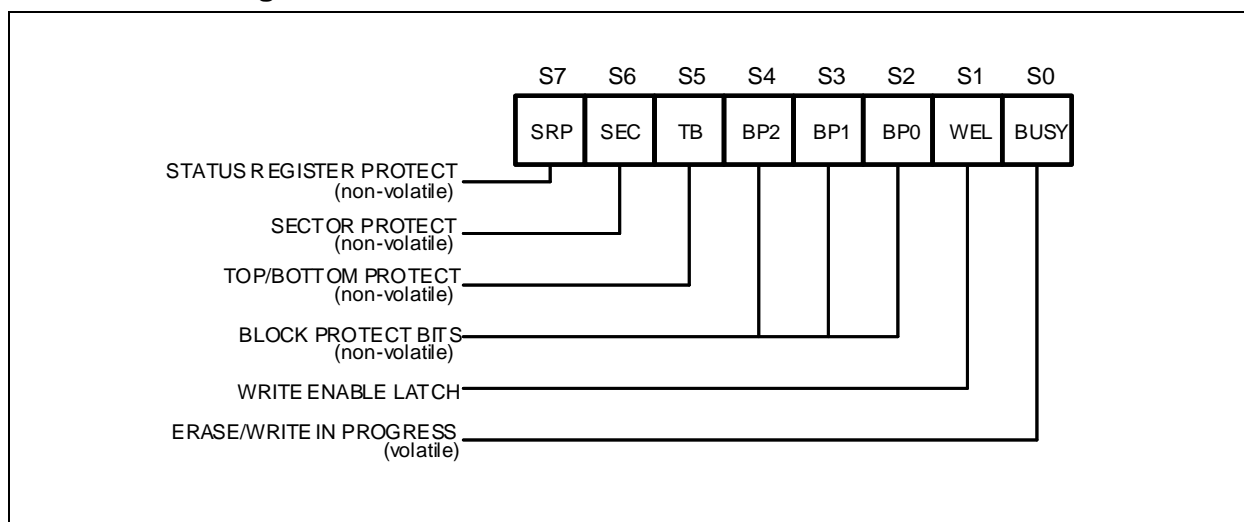 S7 S6 S5 S4 S3 S2 S1 S0
SRP SEC TB BP2 BP1 BP0 WEL BUSY
STATUS REGISTER PROTECT
(non-volatile)
SECTOR PROTECT
(non-volatile)
TOP/BOTTOM PROTECT
(non-volatile)
BLOCK PROTECT BITS
(non-volatile)
WRITE ENABLE LATCH
ERASE/WRITE IN PROGRESS
(volatile)